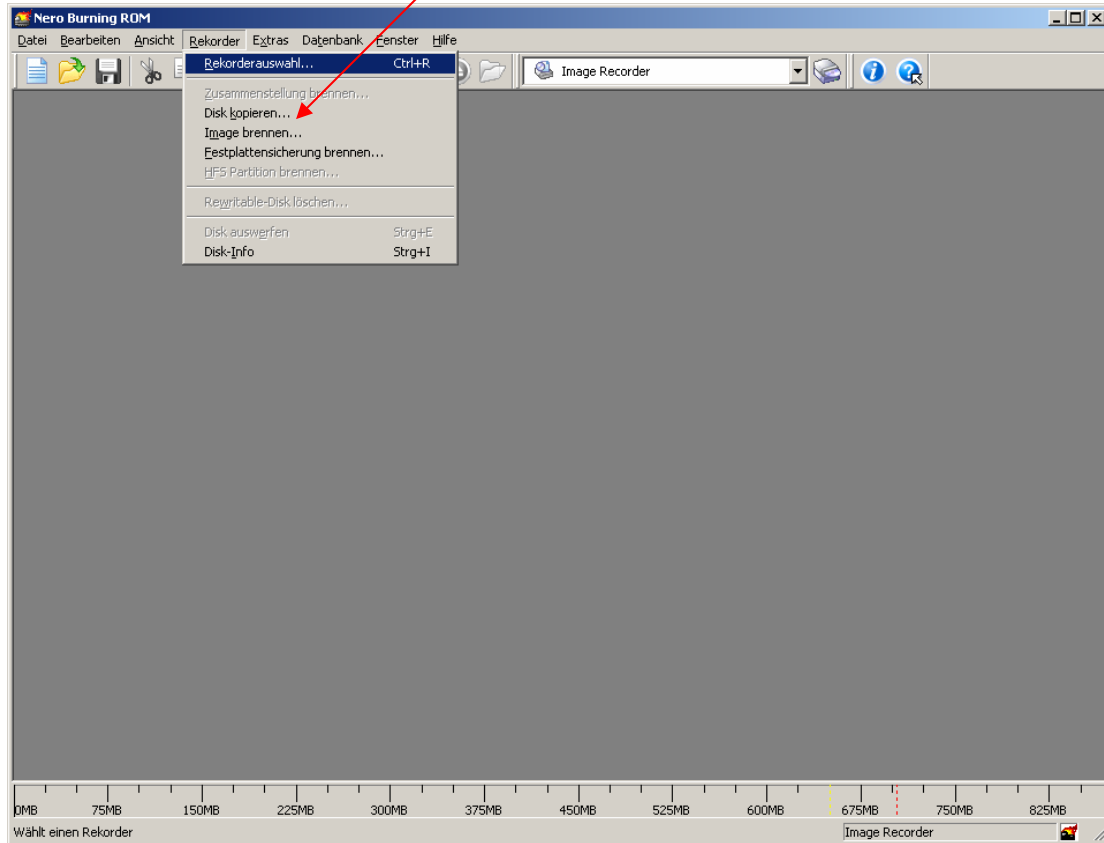 Nero Burning ROM
Datei Bearbeiten Ansicht Rekorder Extras Datenbank Fenster Hilfe
Image Recorder
Rekorderauswahl... Ctrl+R
Zusammenstellung brennen...
Disk kopieren...
Image brennen...
Festplattensicherung brennen...
HFS Partition brennen...
Rewritable-Disk löschen...
Disk auswerfen Strg+E
Disk-Info Strg+I
0MB 75MB 150MB 225MB 300MB 375MB 450MB 525MB 600MB 675MB 750MB 825MB
Wählt einen Rekorder Image Recorder